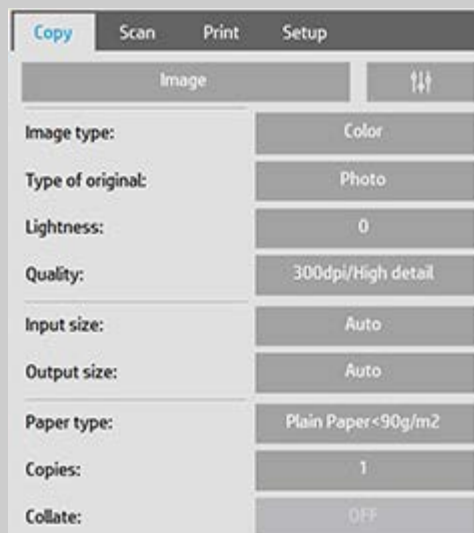 Copy Scan Print Setup
Image
Image type: Color
Type of original: Photo
Lightness: 0
Quality: 300dpi/High detail
Input size: Auto
Output size: Auto
Paper type: Plain Paper<90g/m2
Copies: 1
Collate: OFF